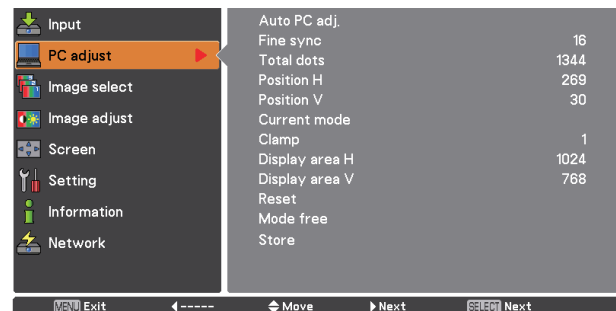 Input
PC adjust
Image select
Image adjust
Screen
Setting
Information
Network
Auto PC adj.
Fine sync 16
Total dots 1344
Position H 269
Position V 30
Current mode
Clamp 1
Display area H 1024
Display area V 768
Reset
Mode free
Store
MENU Exit ----- Move Next SELECT Next